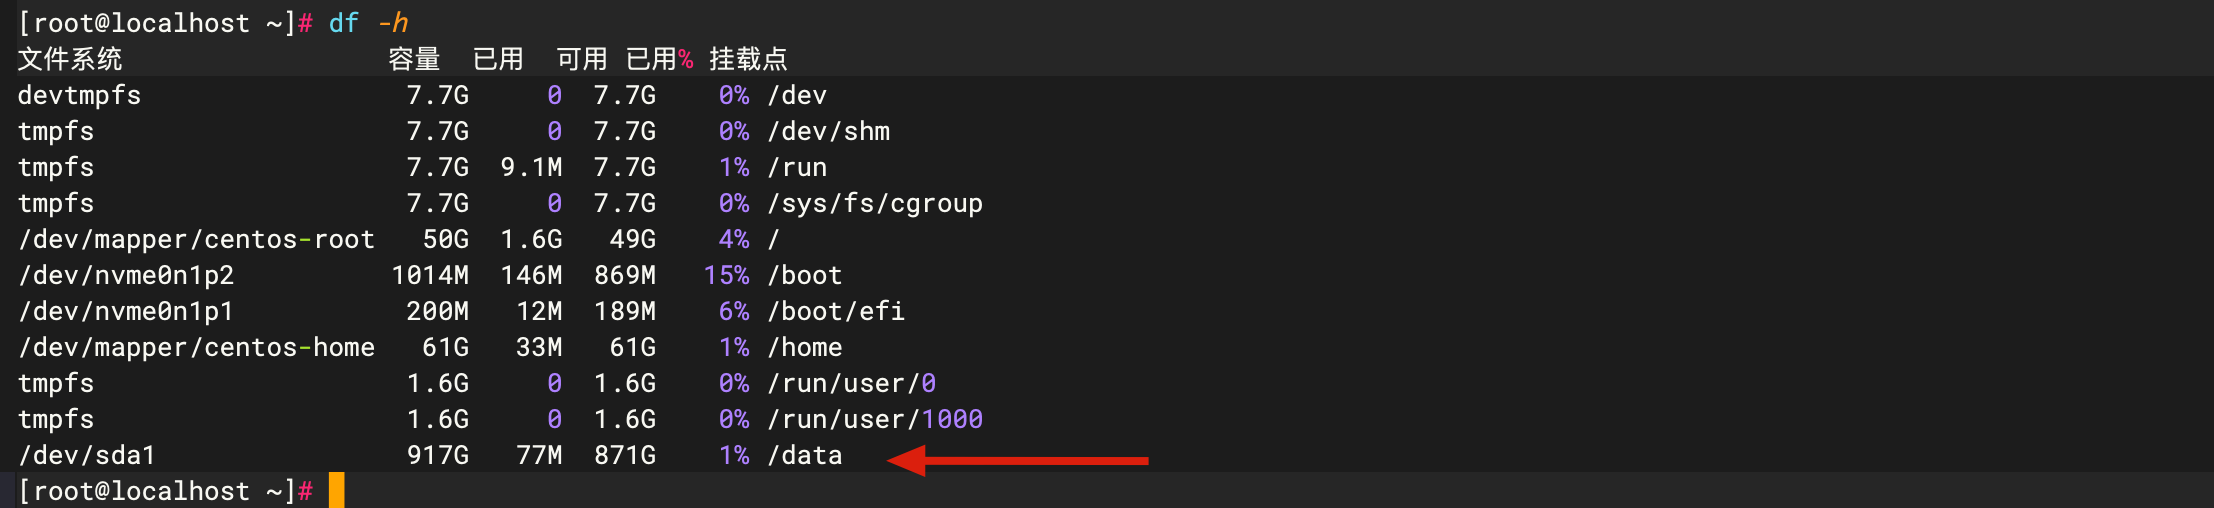 [root@localhost ~]# df -h
文件系统                 容量  已用  可用 已用% 挂载点
devtmpfs                 7.7G     0  7.7G    0% /dev
tmpfs                    7.7G     0  7.7G    0% /dev/shm
tmpfs                    7.7G  9.1M  7.7G    1% /run
tmpfs                    7.7G     0  7.7G    0% /sys/fs/cgroup
/dev/mapper/centos-root   50G  1.6G   49G    4% /
/dev/nvme0n1p2          1014M  146M  869M   15% /boot
/dev/nvme0n1p1           200M   12M  189M    6% /boot/efi
/dev/mapper/centos-home   61G   33M   61G    1% /home
tmpfs                    1.6G     0  1.6G    0% /run/user/0
tmpfs                    1.6G     0  1.6G    0% /run/user/1000
/dev/sda1                917G   77M  871G    1% /data
[root@localhost ~]#